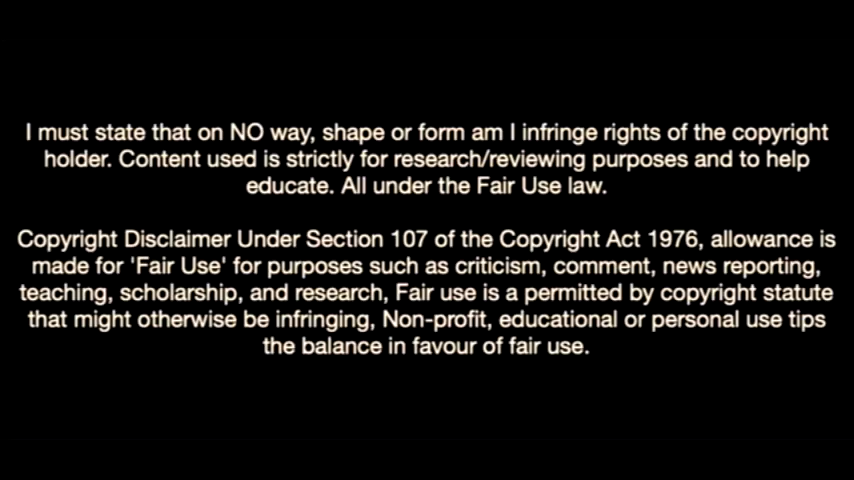 I must state that on NO way, shape or form am I infringe rights of the copyright
holder. Content used is strictly for research/reviewing purposes and to help
educate. All under the Fair Use law.
Copyright Disclaimer Under Section 107 of the Copyright Act 1976, allowance is
made for 'Fair Use' for purposes such as criticism, comment, news reporting,
teaching, scholarship, and research, Fair use is a permitted by copyright statute
that might otherwise be infringing, Non-profit, educational or personal use tips
the balance in favour of fair use.